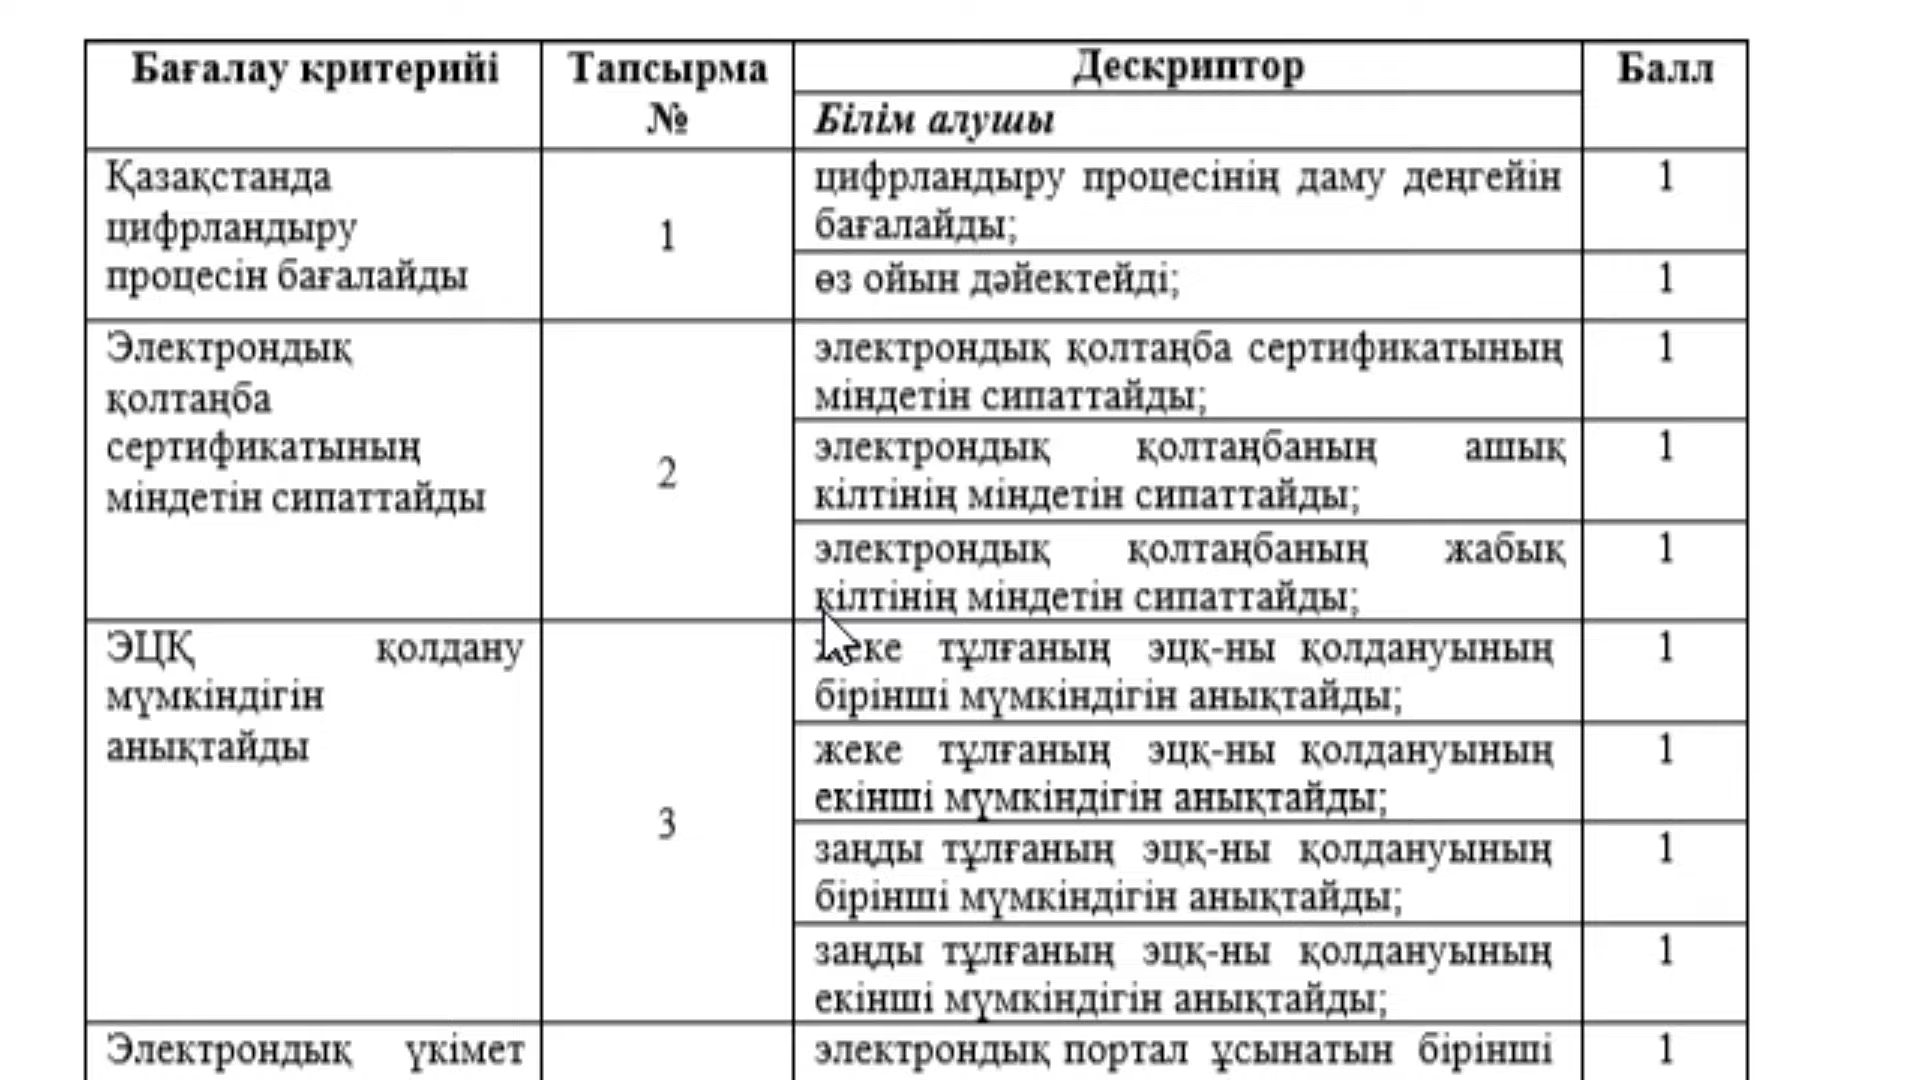 Бағалау критерийі
Тапсырма
№
Дескриптор
Білім алушы
Балл
Қазақстанда
цифрландыру
процесін бағалайды
1
цифрландыру процесінің даму деңгейін
бағалайды;
1
өз ойын дәйектейді;
1
Электрондық
қолтаңба
сертификатының
міндетін сипаттайды
2
электрондық қолтаңба сертификатының
міндетін сипаттайды;
1
электрондық қолтаңбаның ашық
кілтінің міндетін сипаттайды;
1
электрондық қолтаңбаның жабық
кілтінің міндетін сипаттайды;
1
ЭЦҚ қолдану
мүмкіндігін
анықтайды
3
жеке тұлғаның эцқ-ны қолдануының
бірінші мүмкіндігін анықтайды;
1
жеке тұлғаның эцқ-ны қолдануының
екінші мүмкіндігін анықтайды;
1
заңды тұлғаның эцқ-ны қолдануының
бірінші мүмкіндігін анықтайды;
1
заңды тұлғаның эцқ-ны қолдануының
екінші мүмкіндігін анықтайды;
1
Электрондық үкімет
электрондық портал ұсынатын бірінші
1